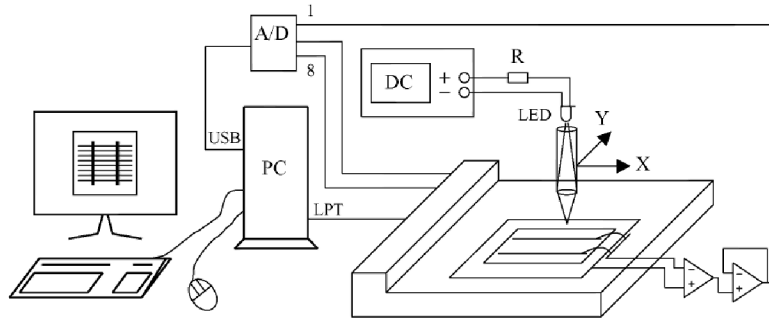 1
A/D
8
DC
+
−
R
LED
Y
X
USB
PC
LPT
−
+
−
+